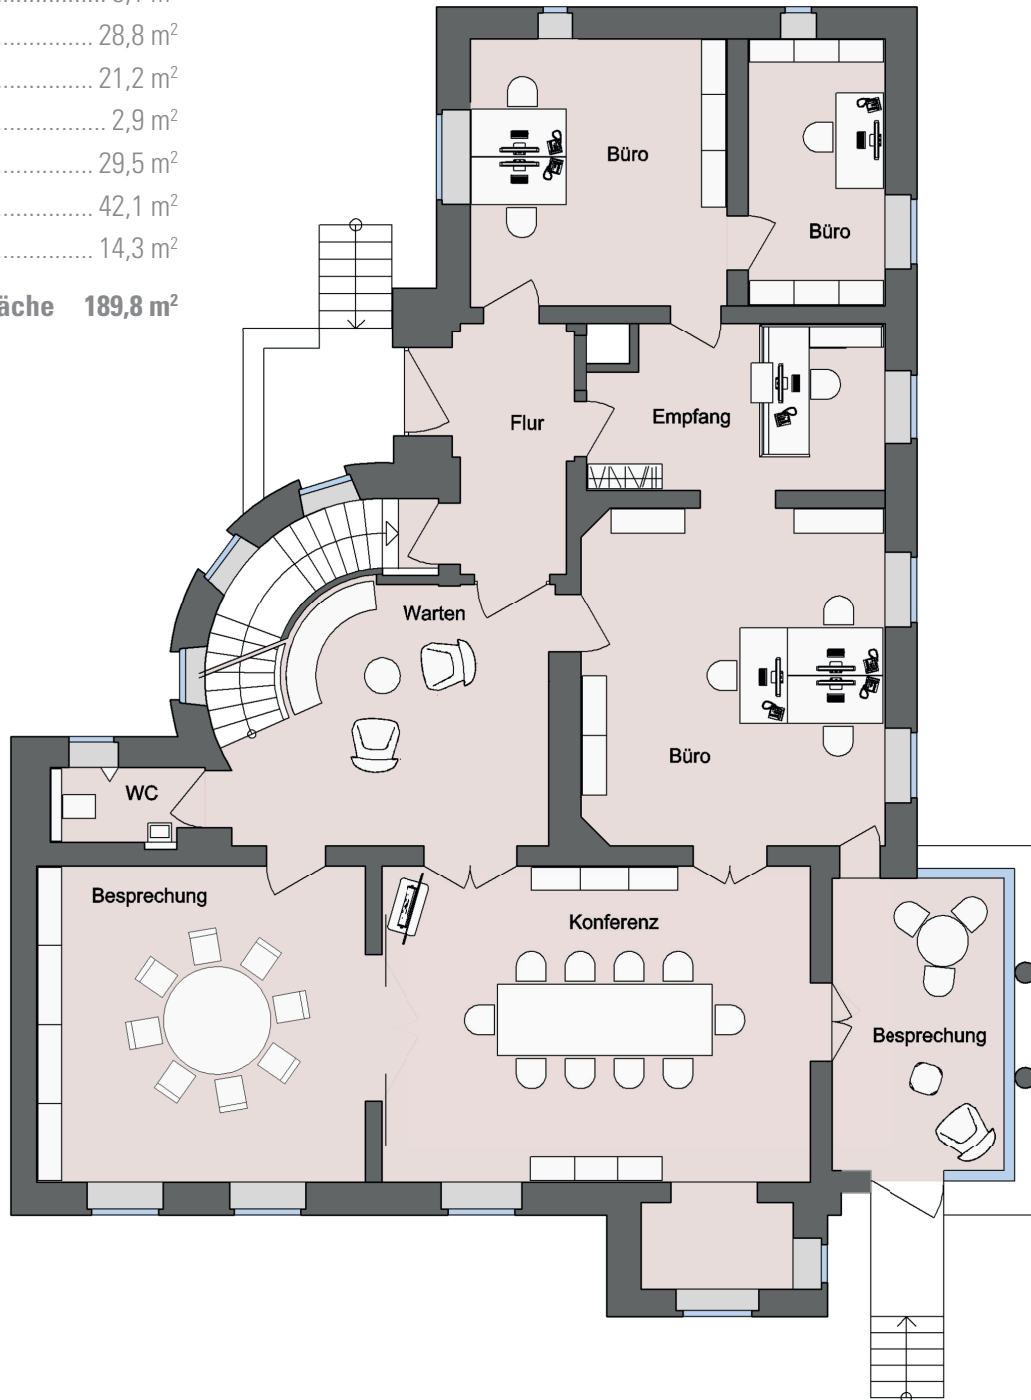 28,8 m²
21,2 m²
2,9 m²
29,5 m²
42,1 m²
14,3 m²
189,8 m²
Büro
Büro
Flur
Empfang
Warten
Büro
WC
Besprechung
Konferenz
Besprechung